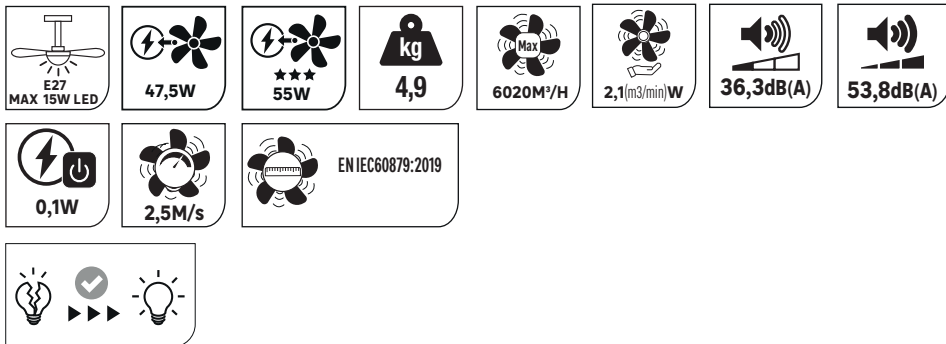 E27
MAX 15W LED
47,5W
55W
kg
4,9
Max
6020M³/H
2,1(m3/min)W
36,3dB(A)
53,8dB(A)
0,1W
2,5M/s
EN IEC60879:2019